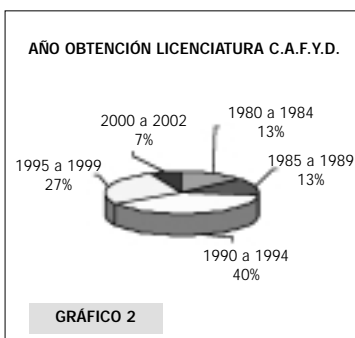 AÑO OBTENCIÓN LICENCIATURA C.A.F.Y.D.
2000 a 2002
7%
1980 a 1984
13%
1995 a 1999
27%
1985 a 1989
13%
1990 a 1994
40%
GRÁFICO 2